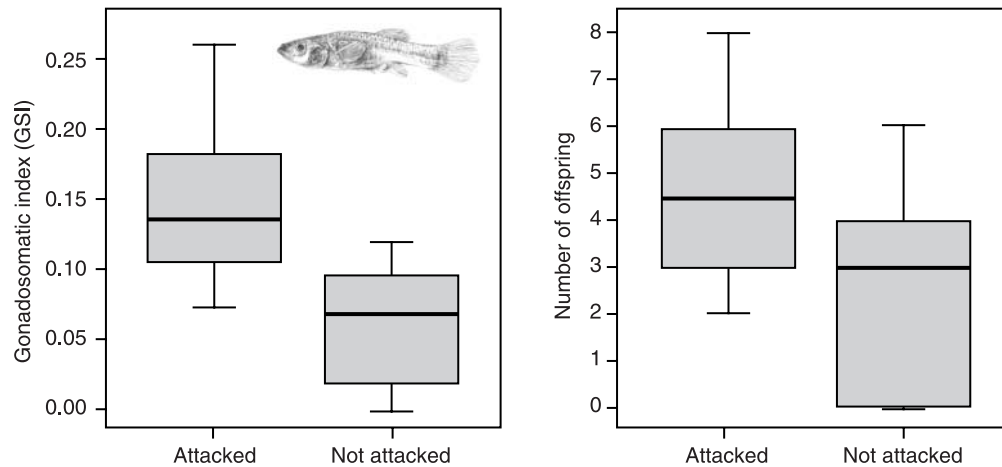 Gonadosomatic index (GSI)
0.25
0.20
0.15
0.10
0.05
0.00
Attacked
Not attacked
Number of offspring
8
7
6
5
4
3
2
1
0
Attacked
Not attacked